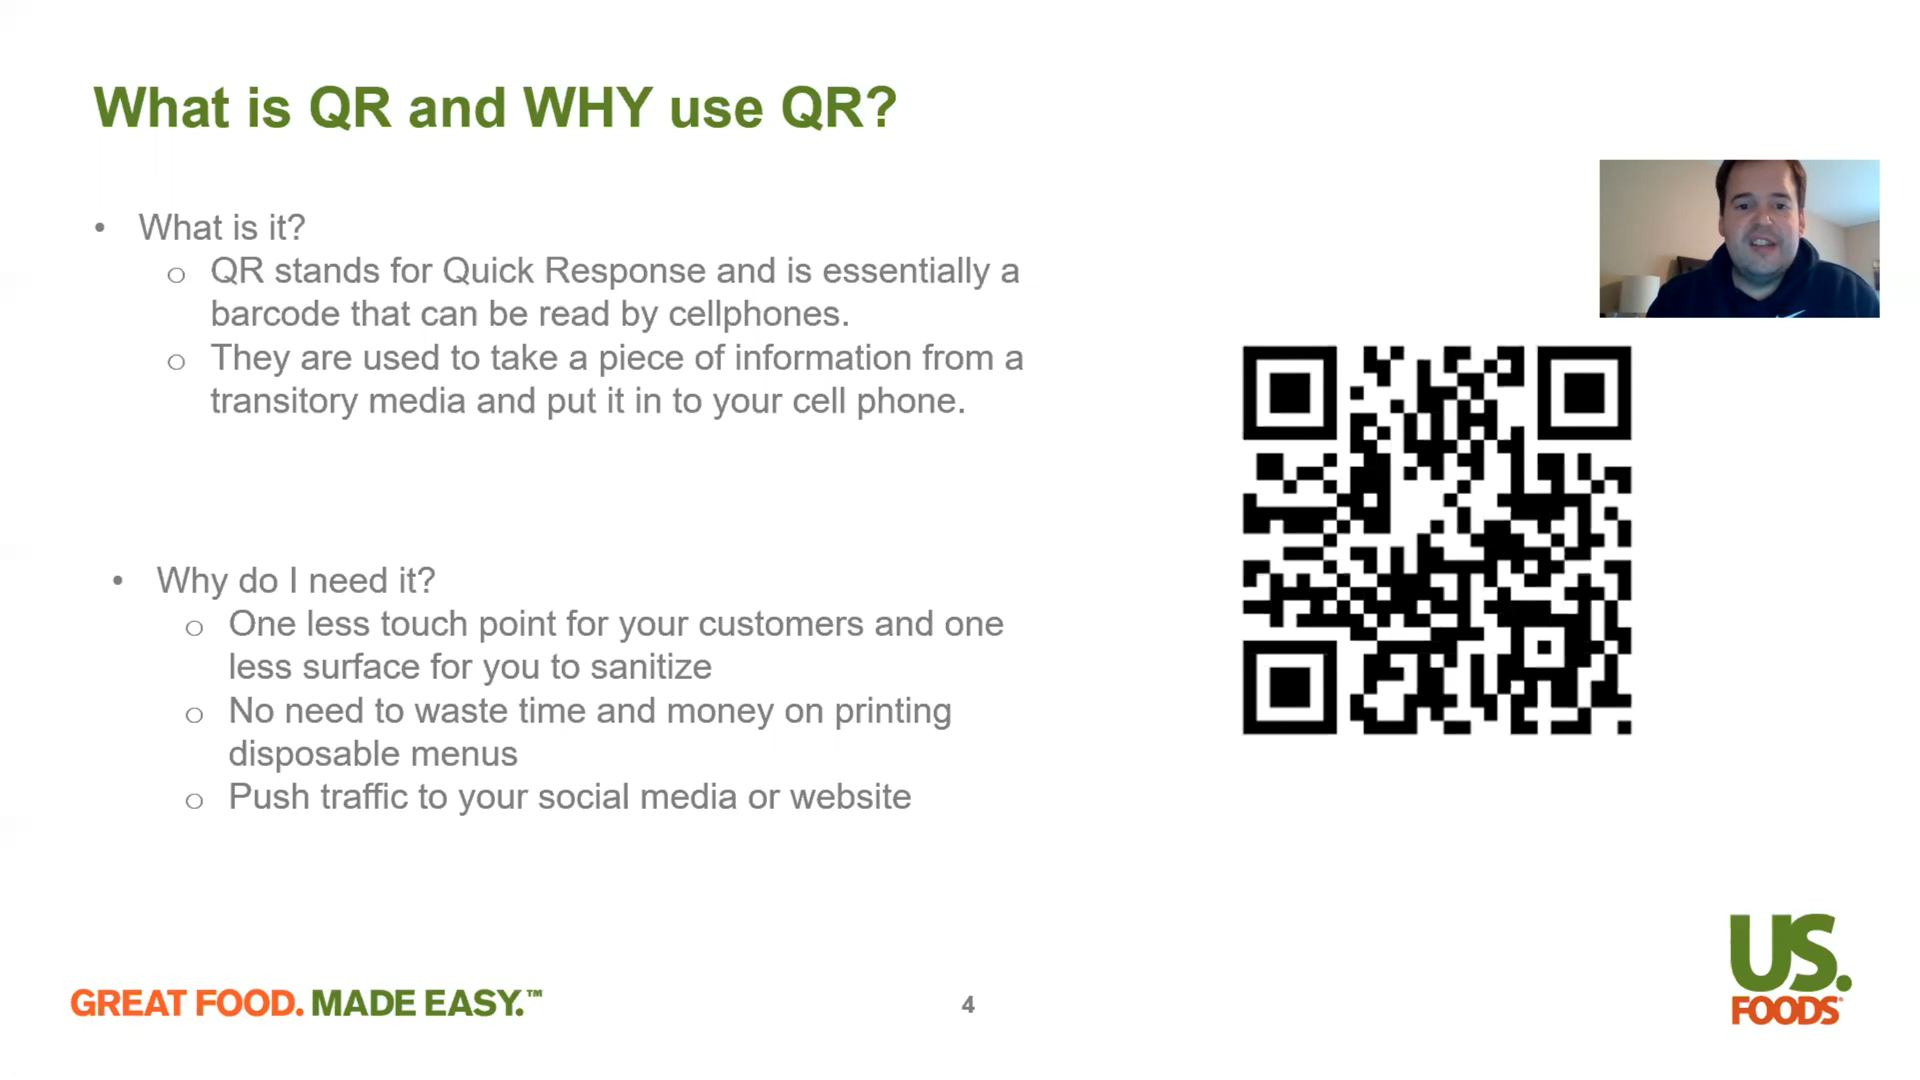 What is QR and WHY use QR?
• What is it?
o QR stands for Quick Response and is essentially a
barcode that can be read by cellphones.
o They are used to take a piece of information from a
transitory media and put it in to your cell phone.
• Why do I need it?
o One less touch point for your customers and one
less surface for you to sanitize
o No need to waste time and money on printing
disposable menus
o Push traffic to your social media or website
GREAT FOOD. MADE EASY.™
4
US.
FOODS®